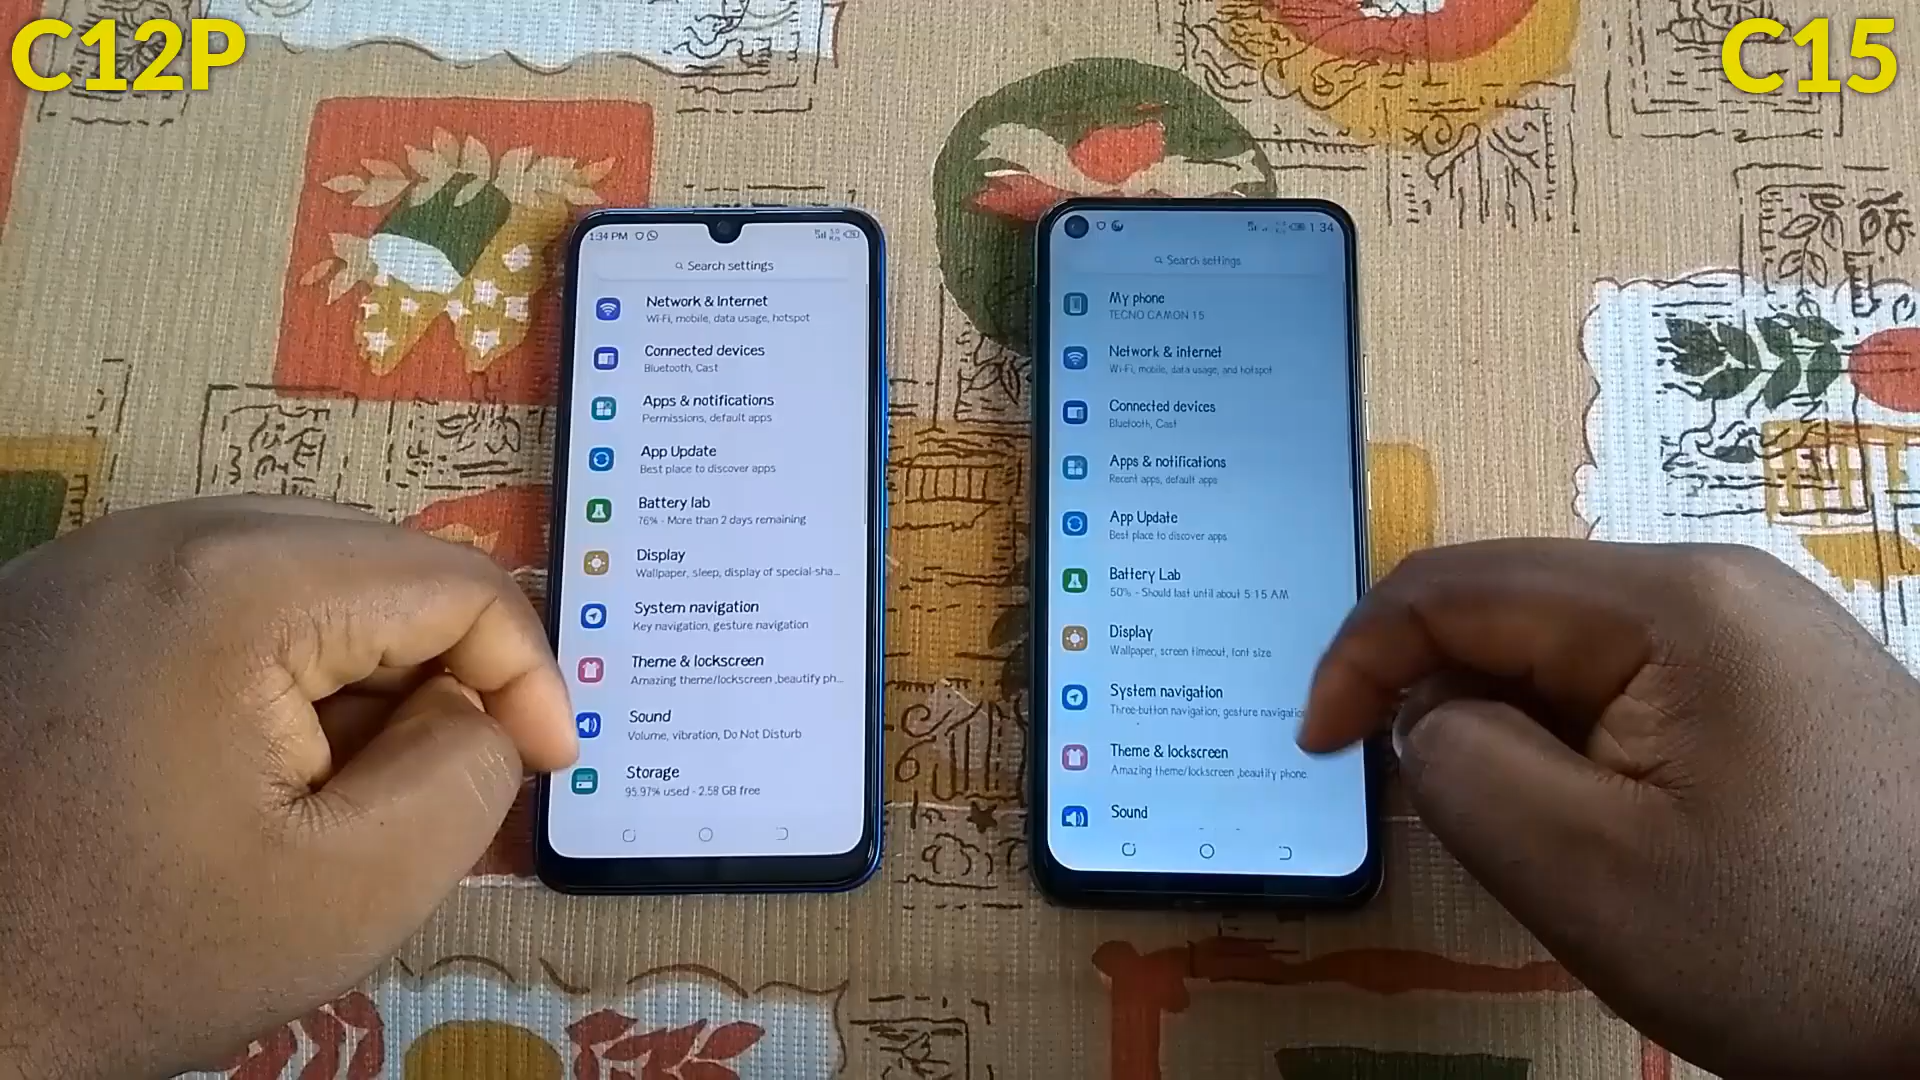 C12P
C15
1:34 PM
Search settings
Network & Internet
Wi-Fi, mobile, data usage, hotspot
Connected devices
Bluetooth, Cast
Apps & notifications
Permissions, default apps
App Update
Best place to discover apps
Battery lab
76% - More than 2 days remaining
Display
Wallpaper, sleep, display of special-sha...
System navigation
Key navigation, gesture navigation
Theme & lockscreen
Amazing theme/lockscreen ,beautify ph...
Sound
Volume, vibration, Do Not Disturb
Storage
95.97% used - 2.58 GB free
1 34
Search settings
My phone
TECNO CAMON 15
Network & internet
Wi-Fi, mobile, data usage, and hotspot
Connected devices
Bluetooth, Cast
Apps & notifications
Recent apps, default apps
App Update
Best place to discover apps
Battery Lab
50% - Should last until about 5:15 AM
Display
Wallpaper, screen timeout, font size
System navigation
Three-button navigation, gesture navigatio
Theme & lockscreen
Amazing theme/lockscreen ,beautify phone
Sound